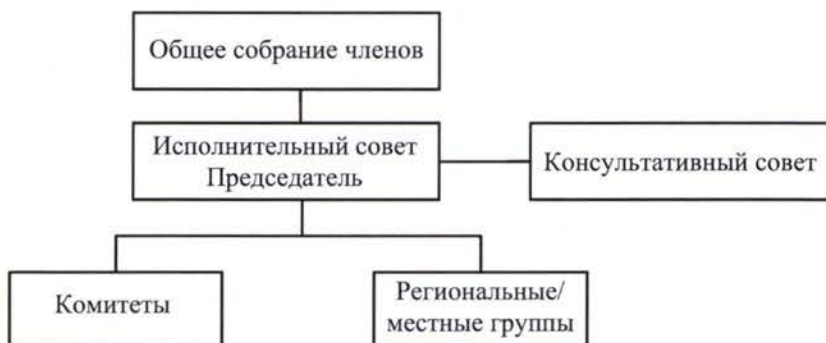 Общее собрание членов
Исполнительный совет
Председатель
Консультативный совет
Комитеты
Региональные/
местные группы